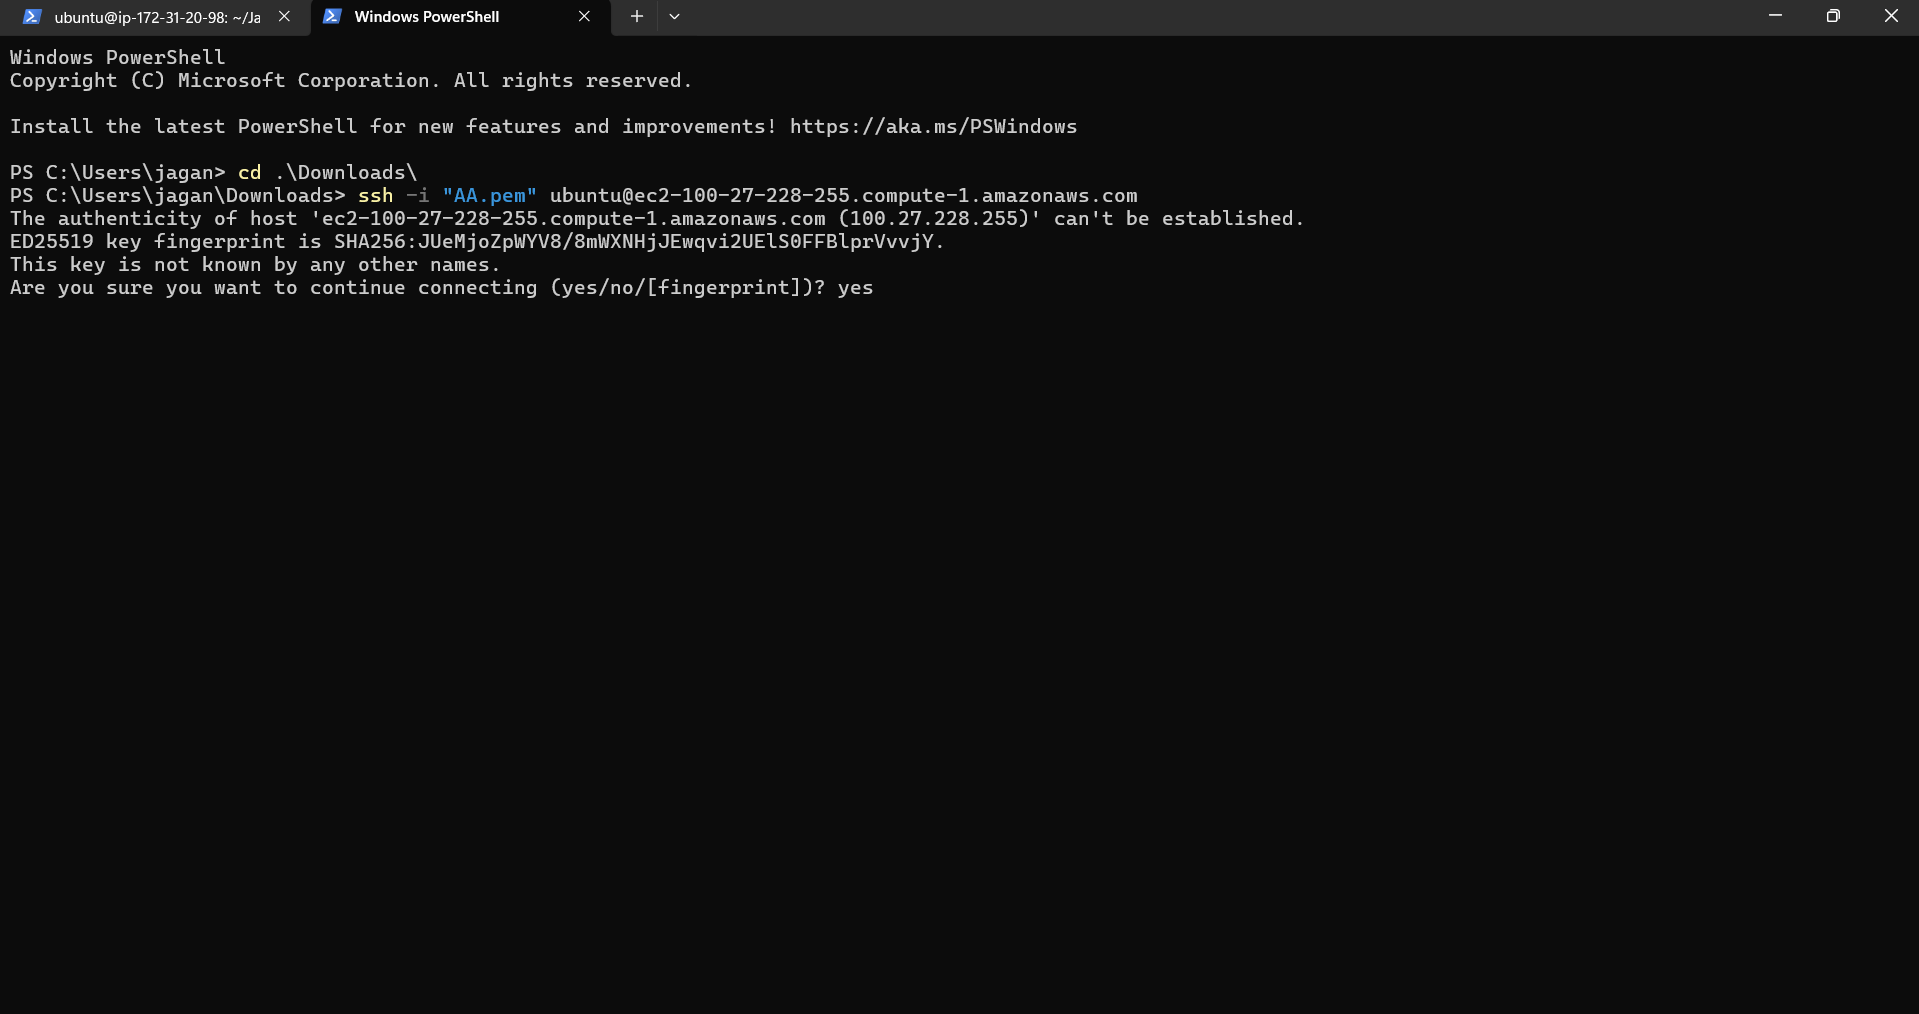 ubuntu@ip-172-31-20-98: ~/Ja
Windows PowerShell
Windows PowerShell
Copyright (C) Microsoft Corporation. All rights reserved.
Install the latest PowerShell for new features and improvements! https://aka.ms/PSWindows
PS C:\Users\jagan> cd .\Downloads\
PS C:\Users\jagan\Downloads> ssh -i "AA.pem" ubuntu@ec2-100-27-228-255.compute-1.amazonaws.com
The authenticity of host 'ec2-100-27-228-255.compute-1.amazonaws.com (100.27.228.255)' can't be established.
ED25519 key fingerprint is SHA256:JUeMjoZpWYV8/8mWXNHjJEwqvi2UElS0FFBlprVvvjY.
This key is not known by any other names.
Are you sure you want to continue connecting (yes/no/[fingerprint])? yes